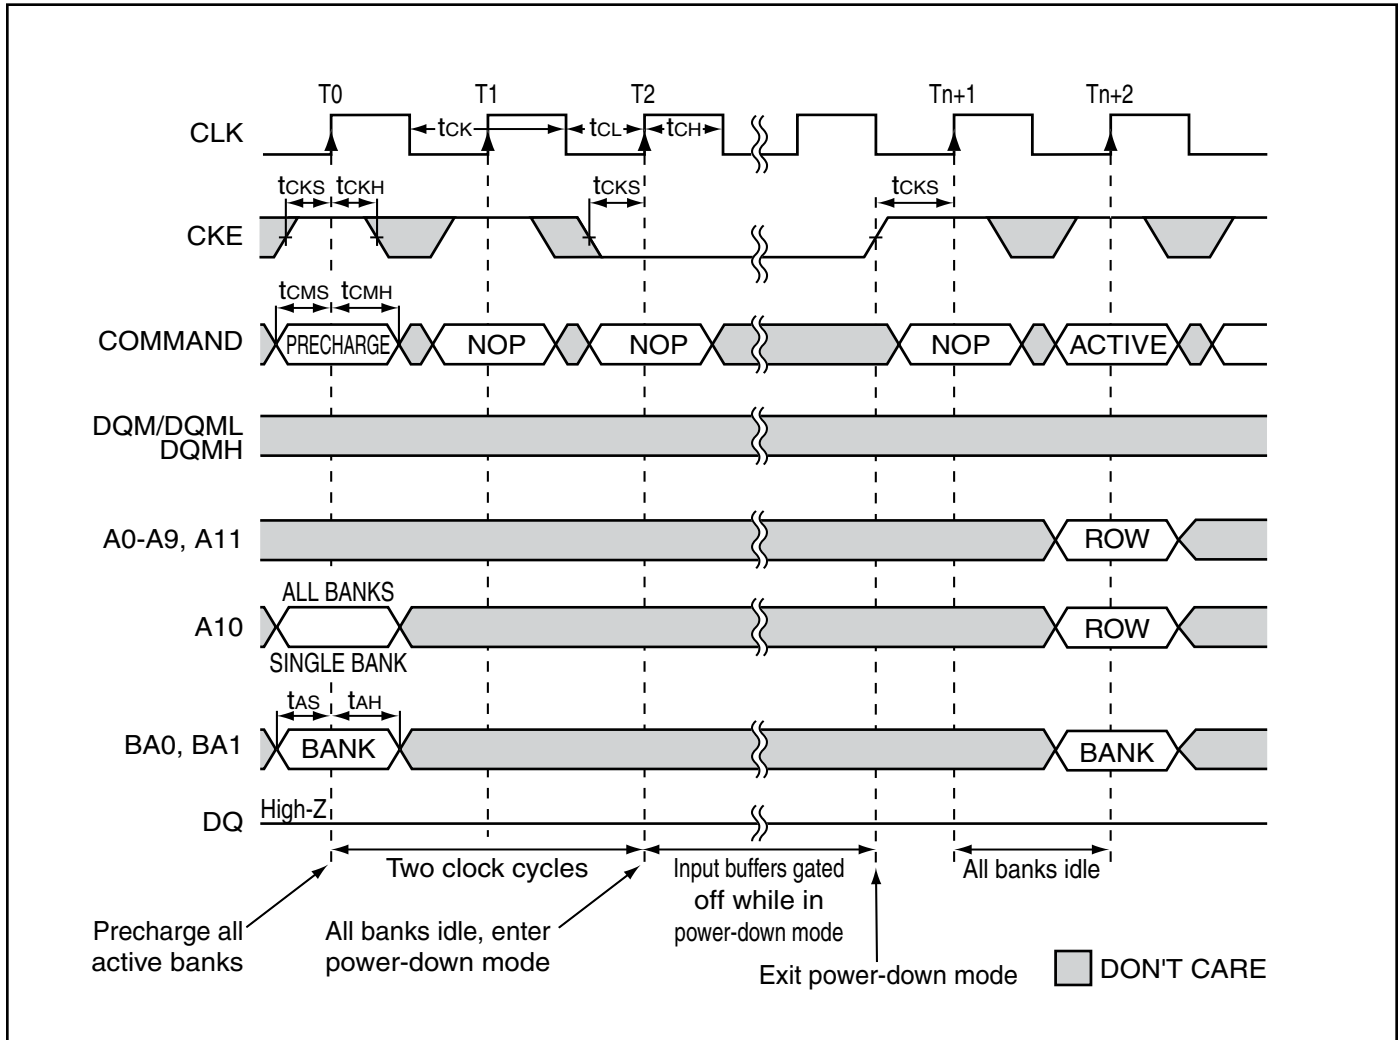 T0 T1 T2 Tn+1 Tn+2
CLK
tCK tCL tCH
tCKS tCKH tCKS tCKS
CKE
tCMS tCMH
COMMAND PRECHARGE NOP NOP NOP ACTIVE
DQM/DQML
DQMH
A0-A9, A11 ROW
ALL BANKS
A10 ROW
SINGLE BANK
tAS tAH
BA0, BA1 BANK BANK
High-Z
DQ
Two clock cycles
Input buffers gated
off while in
power-down mode
All banks idle
Precharge all
active banks
All banks idle, enter
power-down mode
Exit power-down mode
DON'T CARE